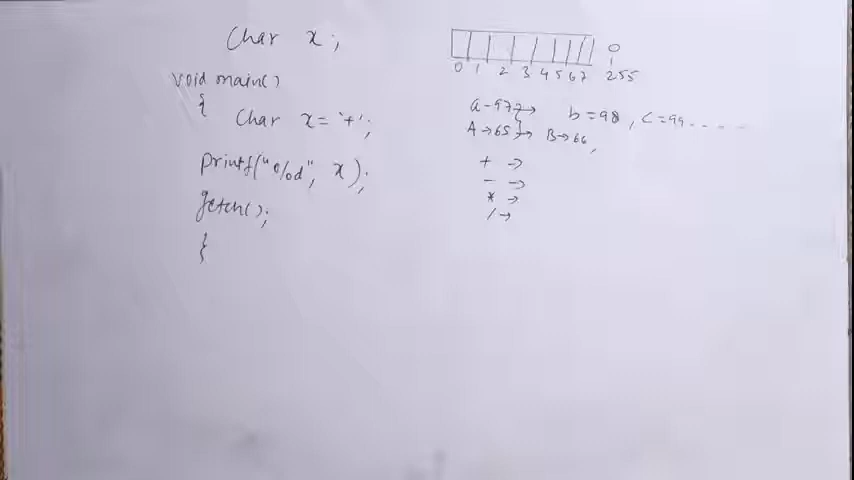 Char x;
void main()
{
Char x = '+';
printf("%d", x);
getch();
}
0
0 1 2 3 4 5 6 7 255
a - 97 } → b = 98, C = 99 - - - - -
A → 65 } → B → 66,
+ →
- →
* →
/ →